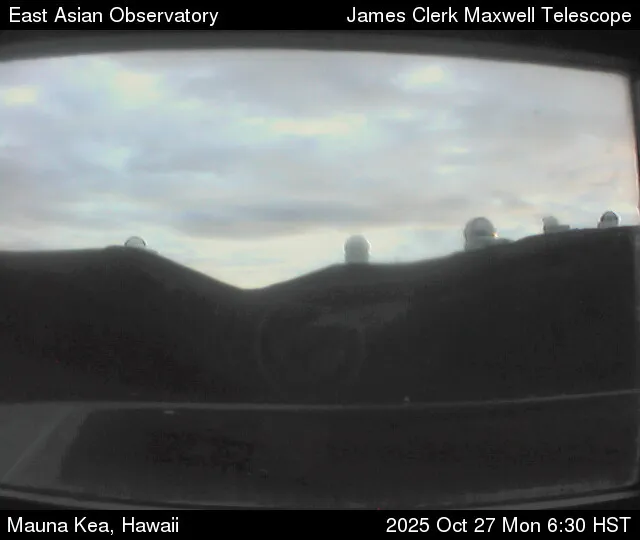 East Asian Observatory
James Clerk Maxwell Telescope
Mauna Kea, Hawaii
2025 Oct 27 Mon 6:30 HST